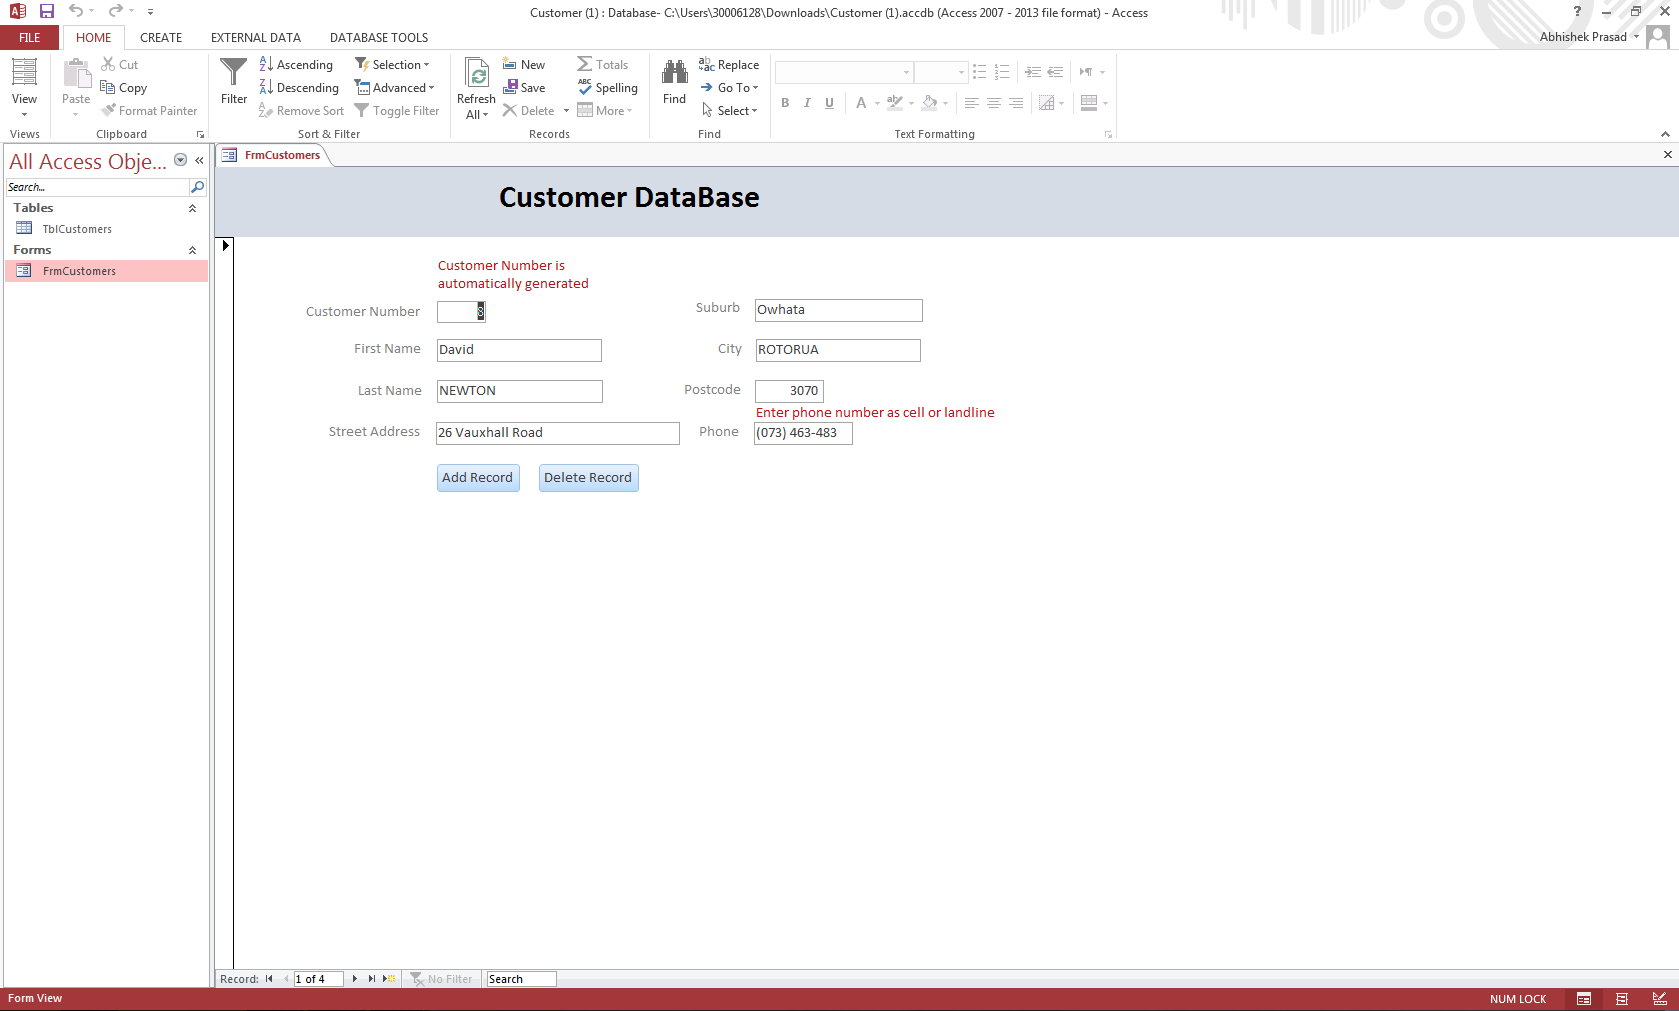 Customer (1) : Database- C:\Users\30006128\Downloads\Customer (1).accdb (Access 2007 - 2013 file format) - Access
FILE HOME CREATE EXTERNAL DATA DATABASE TOOLS Abhishek Prasad
View
Views
Paste
Cut
Copy
Format Painter
Clipboard
Filter
Ascending
Descending
Remove Sort
Selection
Advanced
Toggle Filter
Sort & Filter
Refresh
All
New
Save
Delete
Totals
Spelling
More
Records
Find
Replace
Go To
Select
Find
B I U A
Text Formatting
All Access Obje...
Search...
Tables
TblCustomers
Forms
FrmCustomers
FrmCustomers
Customer DataBase
Customer Number is
automatically generated
Customer Number 8
Suburb Owhata
First Name David
City ROTORUA
Last Name NEWTON
Postcode 3070
Enter phone number as cell or landline
Street Address 26 Vauxhall Road
Phone (073) 463-483
Add Record Delete Record
Record: 1 of 4 No Filter Search
Form View NUM LOCK